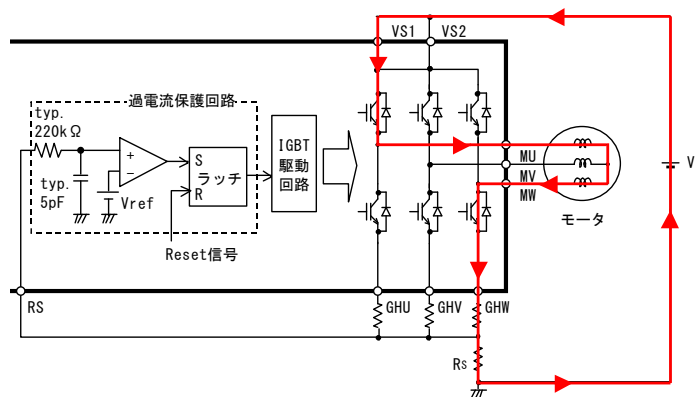 VS1 VS2
過電流保護回路
typ.
220kΩ
typ.
5pF
+
−
Vref
S
R
ラッチ
Reset信号
IGBT
駆動
回路
MU
MV
MW
モータ
V
RS
GHU
GHV
GHW
Rs